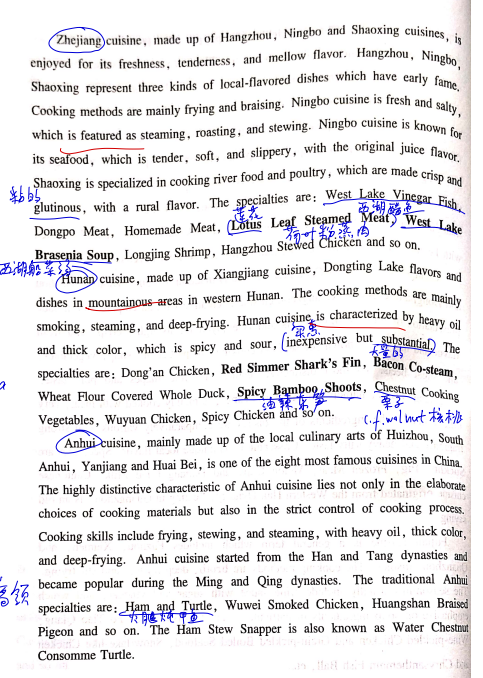 Zhejiang cuisine, made up of Hangzhou, Ningbo and Shaoxing cuisines, is
enjoyed for its freshness, tenderness, and mellow flavor. Hangzhou, Ningbo,
Shaoxing represent three kinds of local-flavored dishes which have early fame.
Cooking methods are mainly frying and braising. Ningbo cuisine is fresh and salty,
which is featured as steaming, roasting, and stewing. Ningbo cuisine is known for
its seafood, which is tender, soft, and slippery, with the original juice flavor.
Shaoxing is specialized in cooking river food and poultry, which are made crisp and
黏的
glutinous, with a rural flavor. The specialties are: West Lake Vinegar Fish,
莲花
西湖醋鱼
Dongpo Meat, Homemade Meat, (Lotus Leaf Steamed Meat,) West Lake
荷叶粉蒸肉
Brasenia Soup, Longjing Shrimp, Hangzhou Stewed Chicken and so on.
西湖
Hunan cuisine, made up of Xiangjiang cuisine, Dongting Lake flavors and
dishes in mountainous areas in western Hunan. The cooking methods are mainly
smoking, steaming, and deep-frying. Hunan cuisine is characterized by heavy oil
and thick color, which is spicy and sour, (inexpensive but substantial.) The
大量的
specialties are: Dong'an Chicken, Red Simmer Shark's Fin, Bacon Co-steam,
Wheat Flour Covered Whole Duck, Spicy Bamboo Shoots, Chestnut Cooking
油辣冬笋
栗子
Vegetables, Wuyuan Chicken, Spicy Chicken and so on.
c.f. walnut 核桃
Anhui cuisine, mainly made up of the local culinary arts of Huizhou, South
Anhui, Yanjiang and Huai Bei, is one of the eight most famous cuisines in China.
The highly distinctive characteristic of Anhui cuisine lies not only in the elaborate
choices of cooking materials but also in the strict control of cooking process.
Cooking skills include frying, stewing, and steaming, with heavy oil, thick color,
and deep-frying. Anhui cuisine started from the Han and Tang dynasties and
became popular during the Ming and Qing dynasties. The traditional Anhui
specialties are: Ham and Turtle, Wuwei Smoked Chicken, Huangshan Braised
火腿炖甲鱼
Pigeon and so on. The Ham Stew Snapper is also known as Water Chestnut
Consomme Turtle.